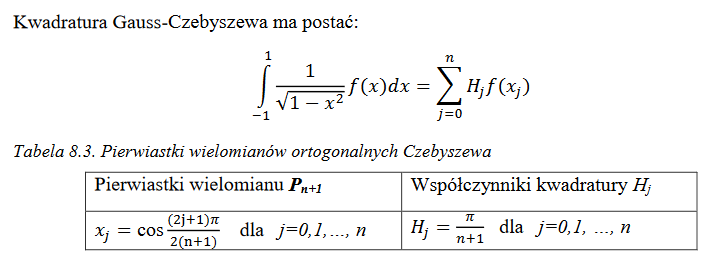 Kwadratura Gauss-Czebyszewa ma postać:
\int_{-1}^{1} \frac{1}{\sqrt{1-x^2}} f(x)dx = \sum_{j=0}^{n} H_j f(x_j)
Tabela 8.3. Pierwiastki wielomianów ortogonalnych Czebyszewa
Pierwiastki wielomianu P_{n+1} Współczynniki kwadratury H_j
x_j = \cos \frac{(2j+1)\pi}{2(n+1)} dla j=0,1,..., n H_j = \frac{\pi}{n+1} dla j=0,1, ..., n